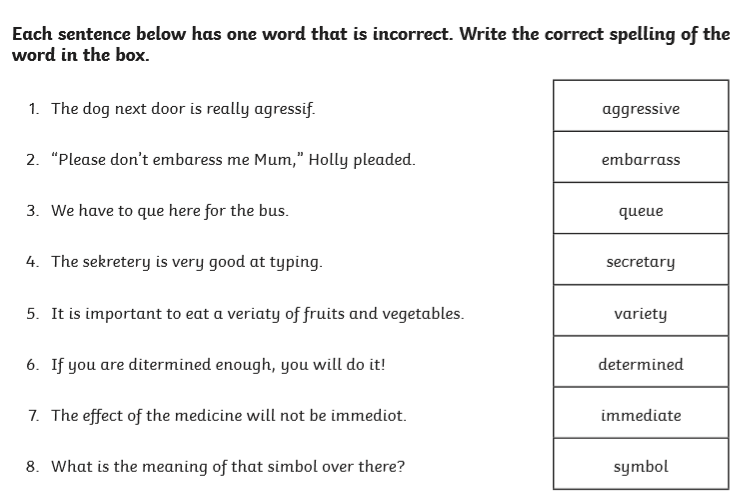 Each sentence below has one word that is incorrect. Write the correct spelling of the
word in the box.
1. The dog next door is really agressif. aggressive
2. “Please don’t embaress me Mum,” Holly pleaded. embarrass
3. We have to que here for the bus. queue
4. The sekretery is very good at typing. secretary
5. It is important to eat a veriaty of fruits and vegetables. variety
6. If you are ditermined enough, you will do it! determined
7. The effect of the medicine will not be immediot. immediate
8. What is the meaning of that simbol over there? symbol